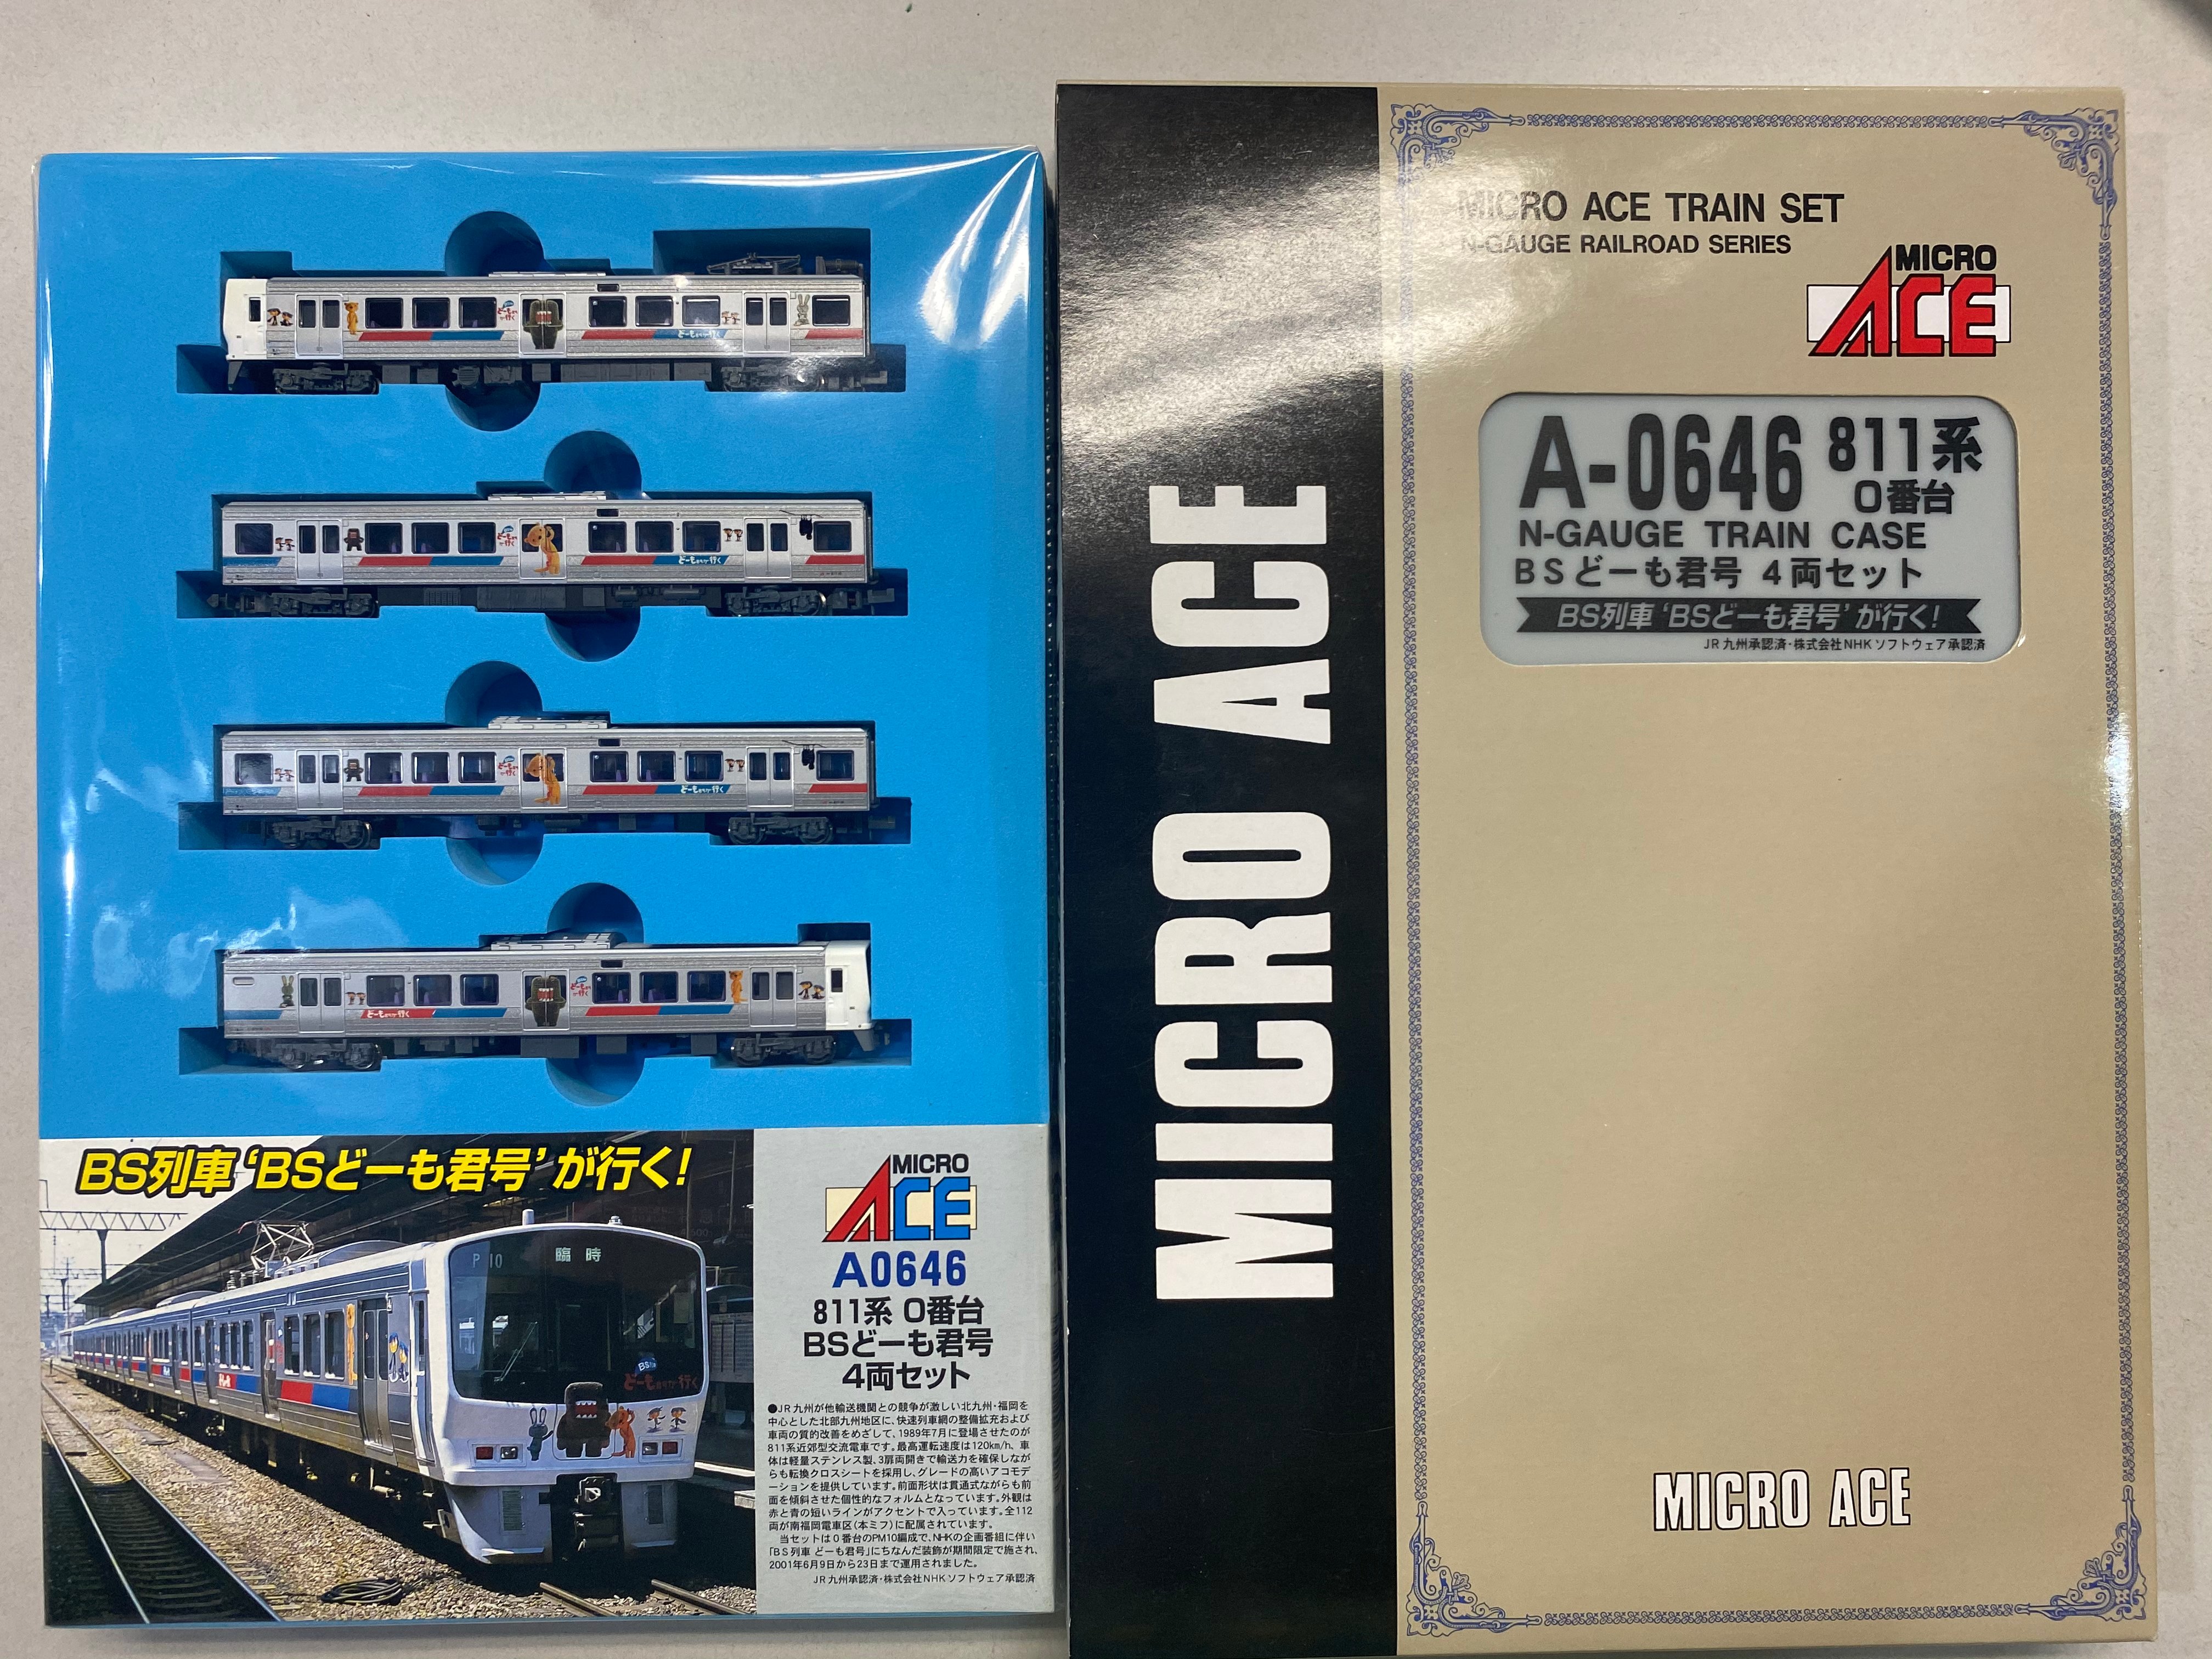 BS列車 'BSどーも君号' が行く!
P 10
臨時
BS
MICRO
ACE
A0646
811系 0番台
BSどーも君号
4両セット
●JR九州が他輸送機関との競争が激しい北九州・福岡を
中心とした北部九州地区に、快速列車網の整備拡充および
車両の質的改善をめざして、1989年7月に登場させたのが
811系近郊型交流電車です。最高運転速度は120km/h、車
体は軽量ステンレス製、3扉両開きで輸送力を確保しなが
らも転換クロスシートを採用し、グレードの高いアコモデ
ーションを提供しています。前面形状は貫通式ながらも前
面を傾斜させた個性的なフォルムとなっています。外観は
赤と青の短いラインがアクセントで入っています。全112
両が南福岡電車区(本ミフ)に配属されています。
当セットは0番台のPM10編成で、NHKの企画番組に伴い
「BS列車 どーも君号」にちなんだ装飾が期間限定で施され、
2001年6月9日から23日まで運用されました。
JR九州承認済・株式会社NHKソフトウェア承認済
MICRO ACE
MICRO ACE TRAIN SET
N-GAUGE RAILROAD SERIES
MICRO
ACE
A-0646 811系
0番台
N-GAUGE TRAIN CASE
BSどーも君号 4両セット
BS列車 'BSどーも君号' が行く!
JR九州承認済・株式会社NHKソフトウェア承認済
MICRO ACE